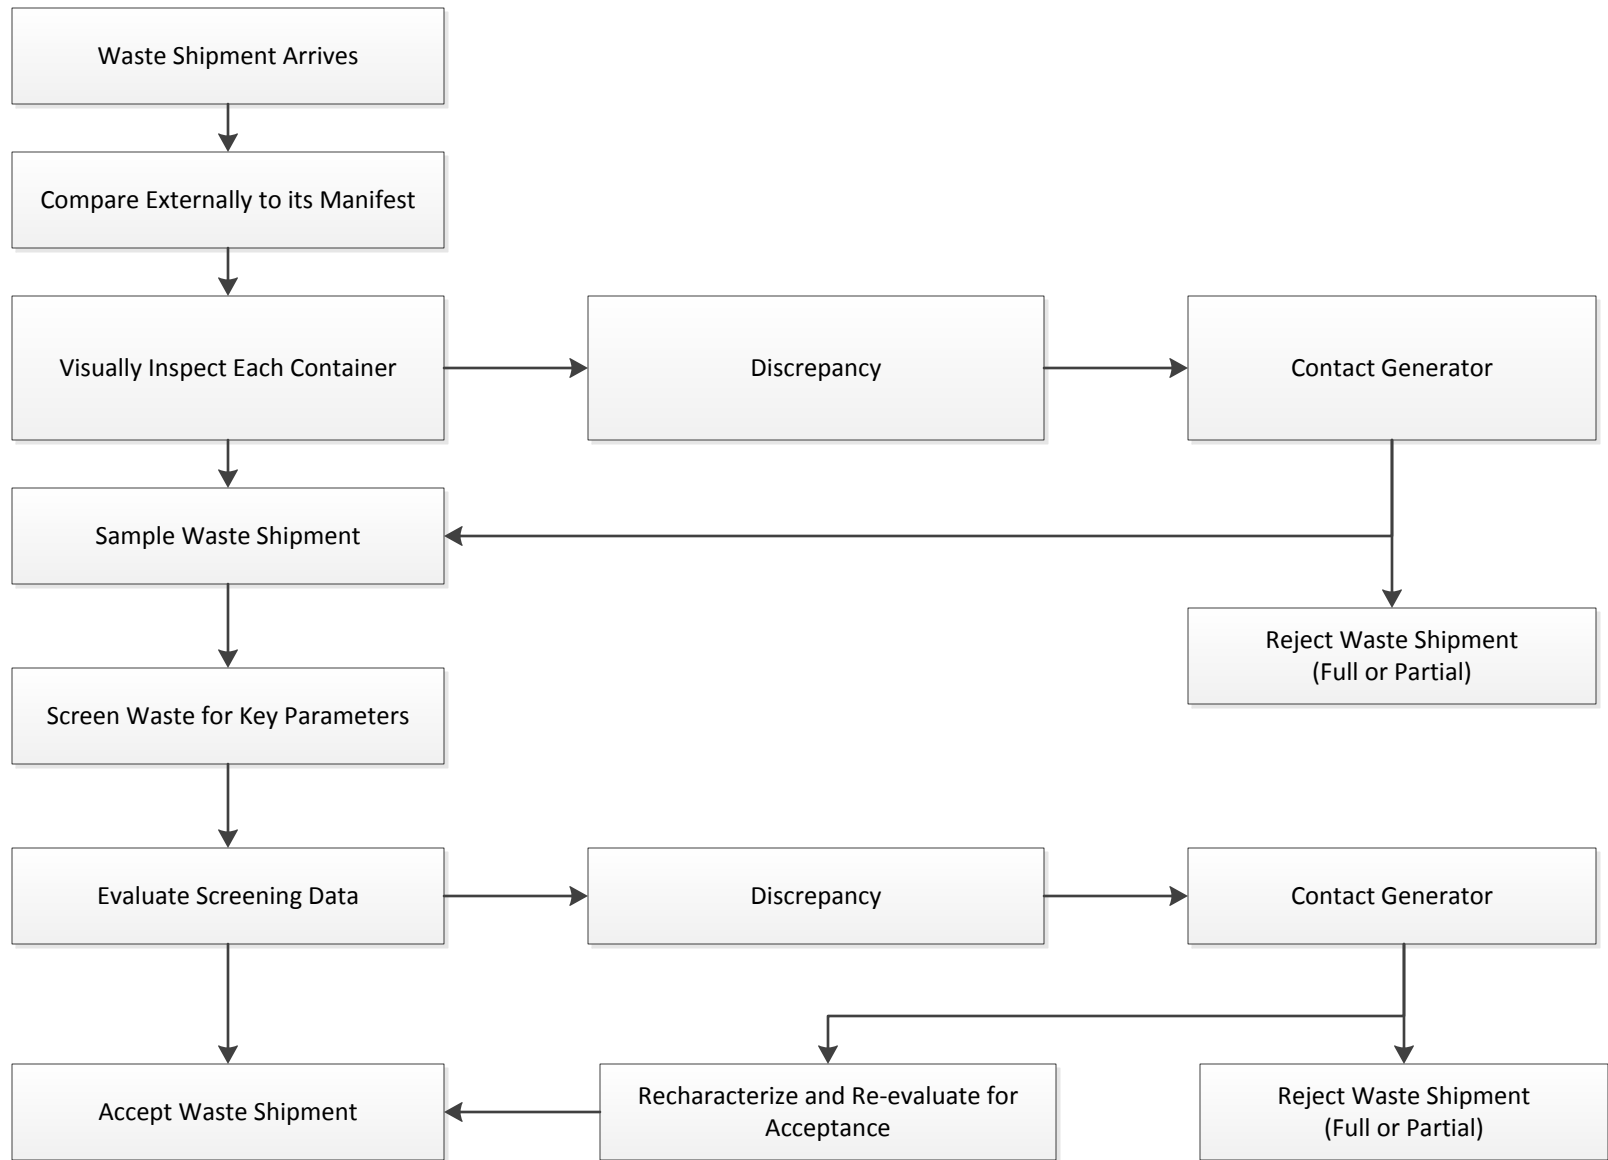 Waste Shipment Arrives
Compare Externally to its Manifest
Visually Inspect Each Container
Discrepancy
Contact Generator
Sample Waste Shipment
Reject Waste Shipment
(Full or Partial)
Screen Waste for Key Parameters
Evaluate Screening Data
Discrepancy
Contact Generator
Accept Waste Shipment
Recharacterize and Re-evaluate for
Acceptance
Reject Waste Shipment
(Full or Partial)